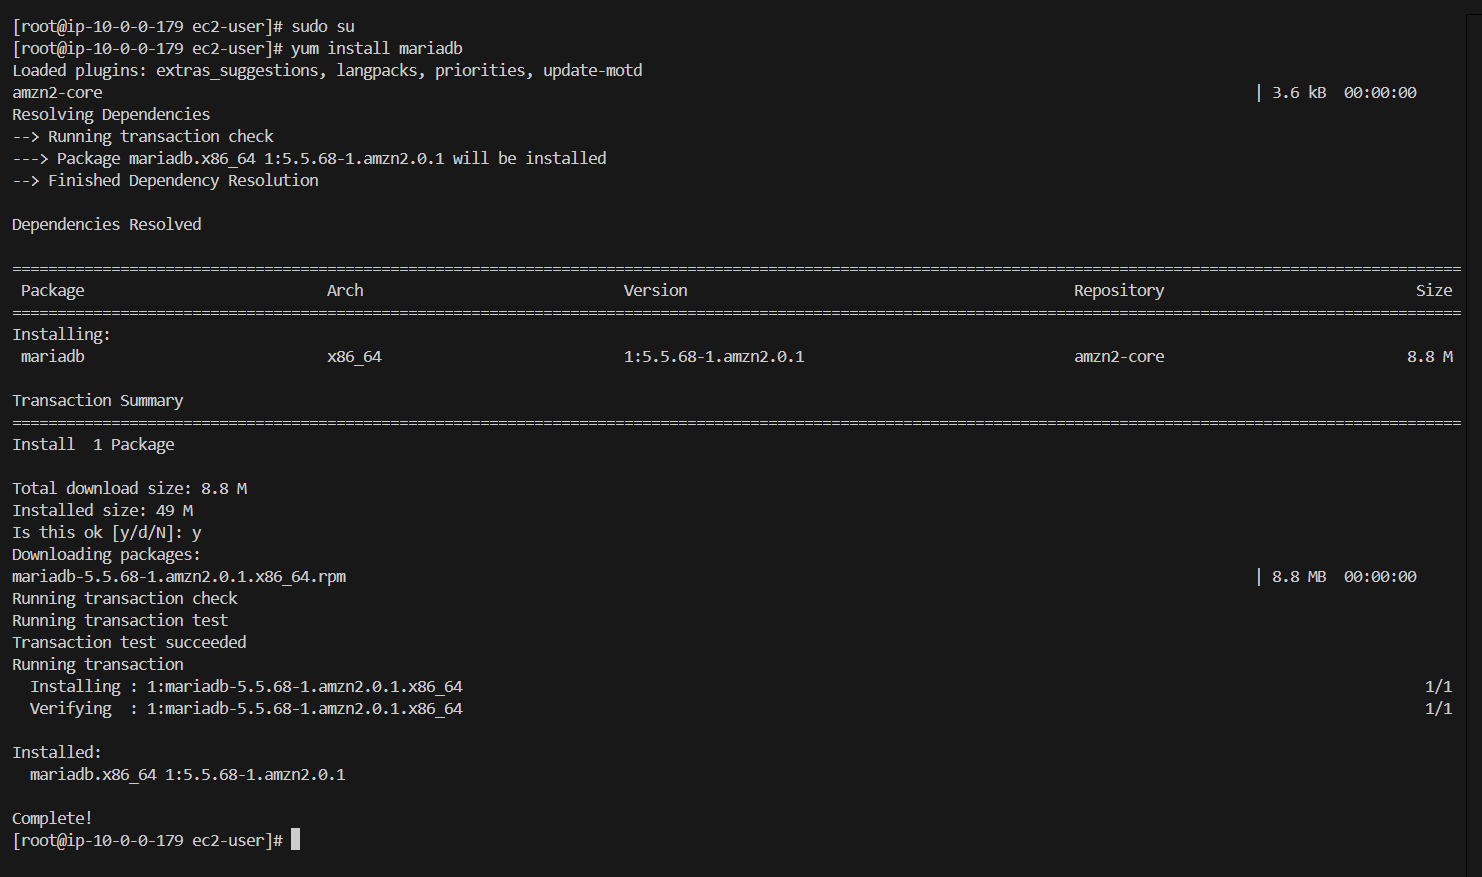 [root@ip-10-0-0-179 ec2-user]# sudo su
[root@ip-10-0-0-179 ec2-user]# yum install mariadb
Loaded plugins: extras_suggestions, langpacks, priorities, update-motd
amzn2-core | 3.6 kB 00:00:00
Resolving Dependencies
--> Running transaction check
---> Package mariadb.x86_64 1:5.5.68-1.amzn2.0.1 will be installed
--> Finished Dependency Resolution
Dependencies Resolved
=================================================================================================================================================================
Package Arch Version Repository Size
=================================================================================================================================================================
Installing:
mariadb x86_64 1:5.5.68-1.amzn2.0.1 amzn2-core 8.8 M
Transaction Summary
=================================================================================================================================================================
Install 1 Package
Total download size: 8.8 M
Installed size: 49 M
Is this ok [y/d/N]: y
Downloading packages:
mariadb-5.5.68-1.amzn2.0.1.x86_64.rpm | 8.8 MB 00:00:00
Running transaction check
Running transaction test
Transaction test succeeded
Running transaction
Installing : 1:mariadb-5.5.68-1.amzn2.0.1.x86_64 1/1
Verifying : 1:mariadb-5.5.68-1.amzn2.0.1.x86_64 1/1
Installed:
mariadb.x86_64 1:5.5.68-1.amzn2.0.1
Complete!
[root@ip-10-0-0-179 ec2-user]#